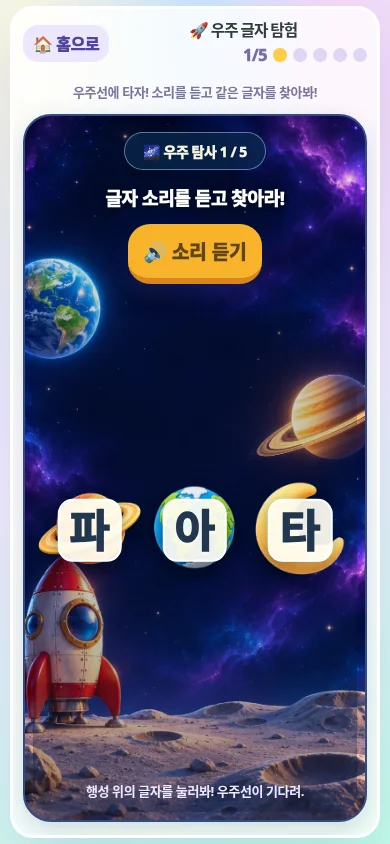 🏠 홈으로
🚀 우주 글자 탐험
1/5
우주선에 타자! 소리를 듣고 같은 글자를 찾아봐!
🌌 우주 탐사 1 / 5
글자 소리를 듣고 찾아라!
🔊 소리 듣기
파 아 타
행성 위의 글자를 눌러봐! 우주선이 기다려.